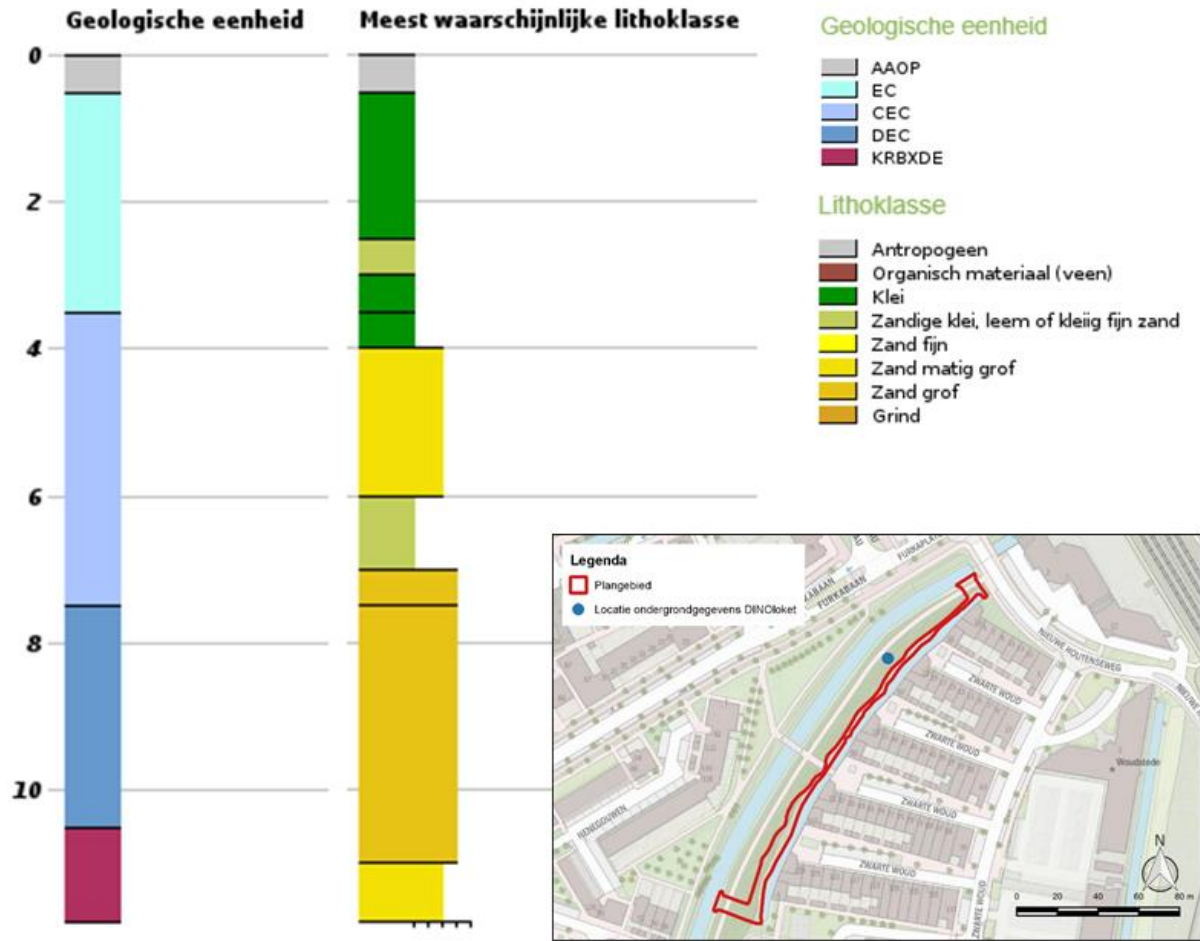 Geologische eenheid
Meest waarschijnlijke lithoklasse
0
2
4
6
8
10
Geologische eenheid
AAOP
EC
CEC
DEC
KRBXDE
Lithoklasse
Antropogeen
Organisch materiaal (veen)
Klei
Zandige klei, leem of kleiig fijn zand
Zand fijn
Zand matig grof
Zand grof
Grind
Legenda
Plangebied
Locatie ondergrondgegevens DINOloket
FURKABAAN
NIEUWE HOUTENSEWEG
ZWARTE WOUD
ZWARTE WOUD
ZWARTE WOUD
ZWARTE WOUD
ZWARTE WOUD
Woudstede
HENEGOUWEN
N
0 20 40 60 80 m